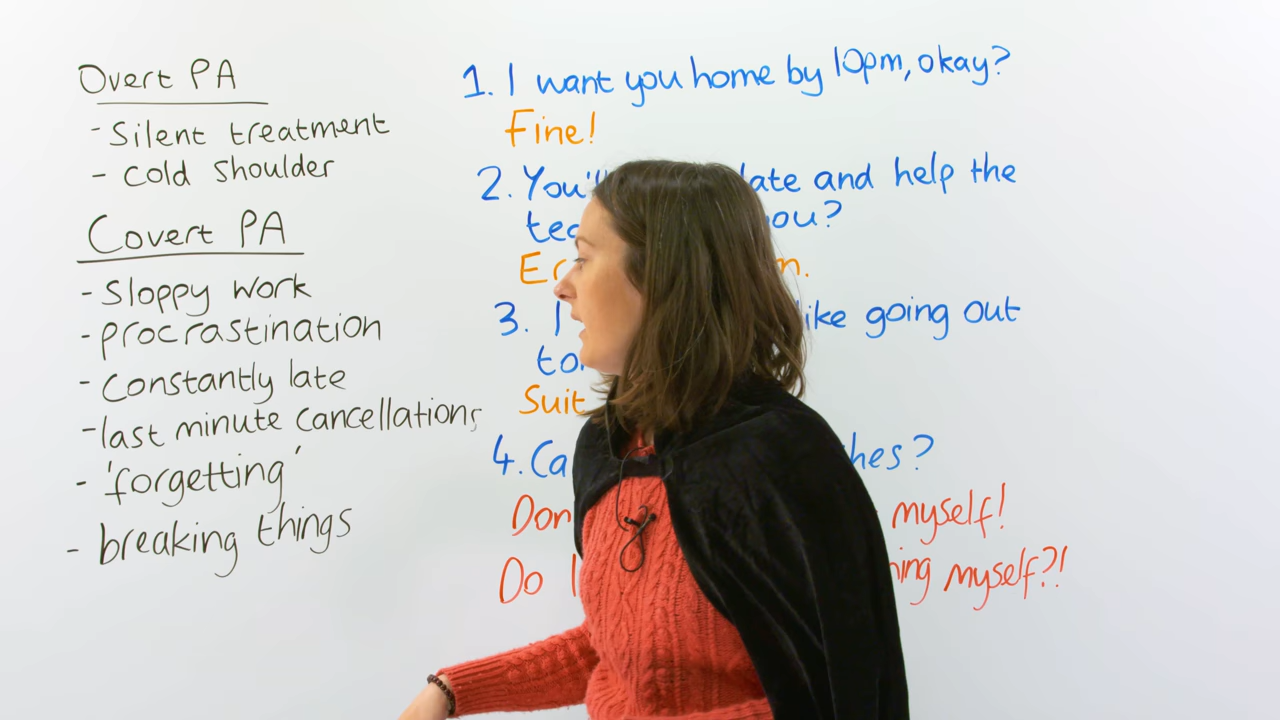 Overt PA
- Silent treatment
- cold shoulder
Covert PA
- sloppy work
- procrastination
- constantly late
- last minute cancellations
- 'forgetting'
- breaking things
1. I want you home by 10pm, okay?
Fine!
2. You'll late and help the
you?
3. I like going out
Suit
4.
myself!
Do I myself?!